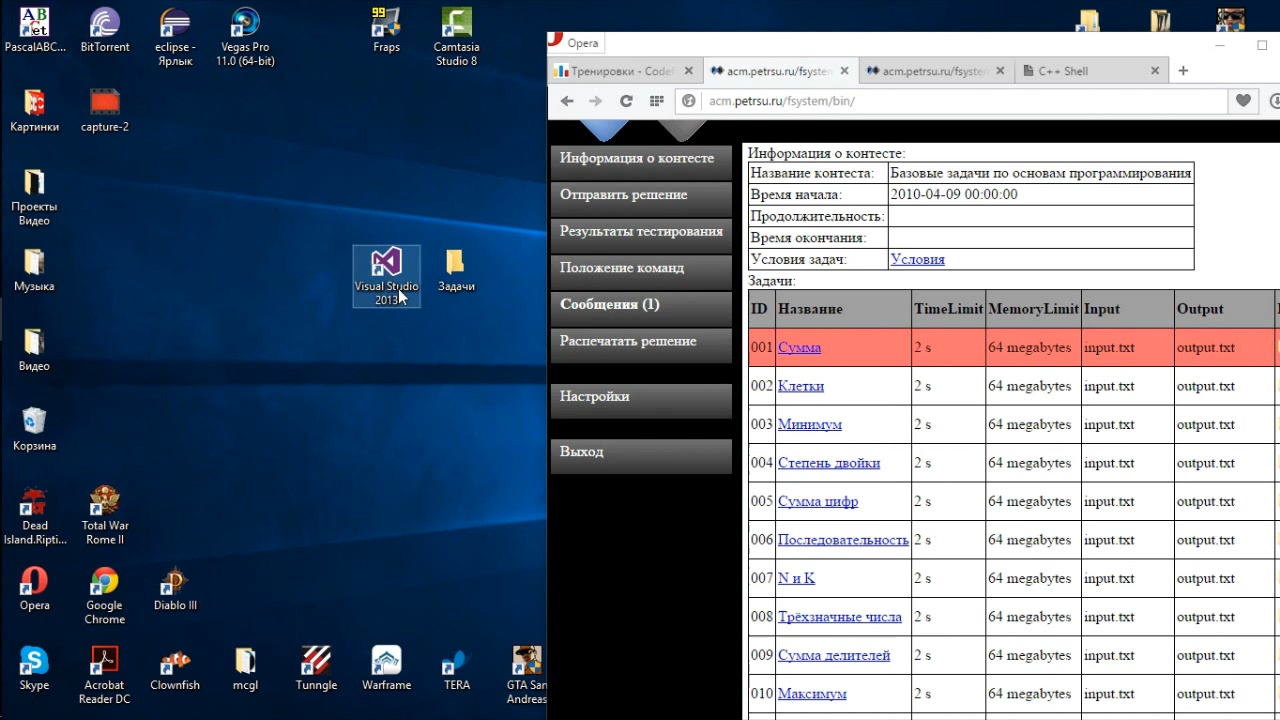 PascalABC...
BitTorrent
eclipse -
Ярлык
Vegas Pro
11.0 (64-bit)
99
Fraps
Camtasia
Studio 8
Картинки
capture-2
Проекты
Видео
Visual Studio
2013
Задачи
Музыка
Видео
Корзина
Dead
Island.Ripti...
Total War
Rome II
Opera
Google
Chrome
Diablo III
Skype
Acrobat
Reader DC
Clownfish
mcgl
Tunngle
Warframe
TERA
GTA San
Andreas
Opera
Тренировки - Codef
acm.petrsu.ru/fsystem
acm.petrsu.ru/fsystem
C++ Shell
acm.petrsu.ru/fsystem/bin/
Информация о контесте
Отправить решение
Результаты тестирования
Положение команд
Сообщения (1)
Распечатать решение
Настройки
Выход
Информация о контесте:
Название контеста: Базовые задачи по основам программирования
Время начала: 2010-04-09 00:00:00
Продолжительность:
Время окончания:
Условия задач: Условия
Задачи:
ID Название TimeLimit MemoryLimit Input Output
001 Сумма 2 s 64 megabytes input.txt output.txt
002 Клетки 2 s 64 megabytes input.txt output.txt
003 Минимум 2 s 64 megabytes input.txt output.txt
004 Степень двойки 2 s 64 megabytes input.txt output.txt
005 Сумма цифр 2 s 64 megabytes input.txt output.txt
006 Последовательность 2 s 64 megabytes input.txt output.txt
007 N и K 2 s 64 megabytes input.txt output.txt
008 Трёхзначные числа 2 s 64 megabytes input.txt output.txt
009 Сумма делителей 2 s 64 megabytes input.txt output.txt
010 Максимум 2 s 64 megabytes input.txt output.txt